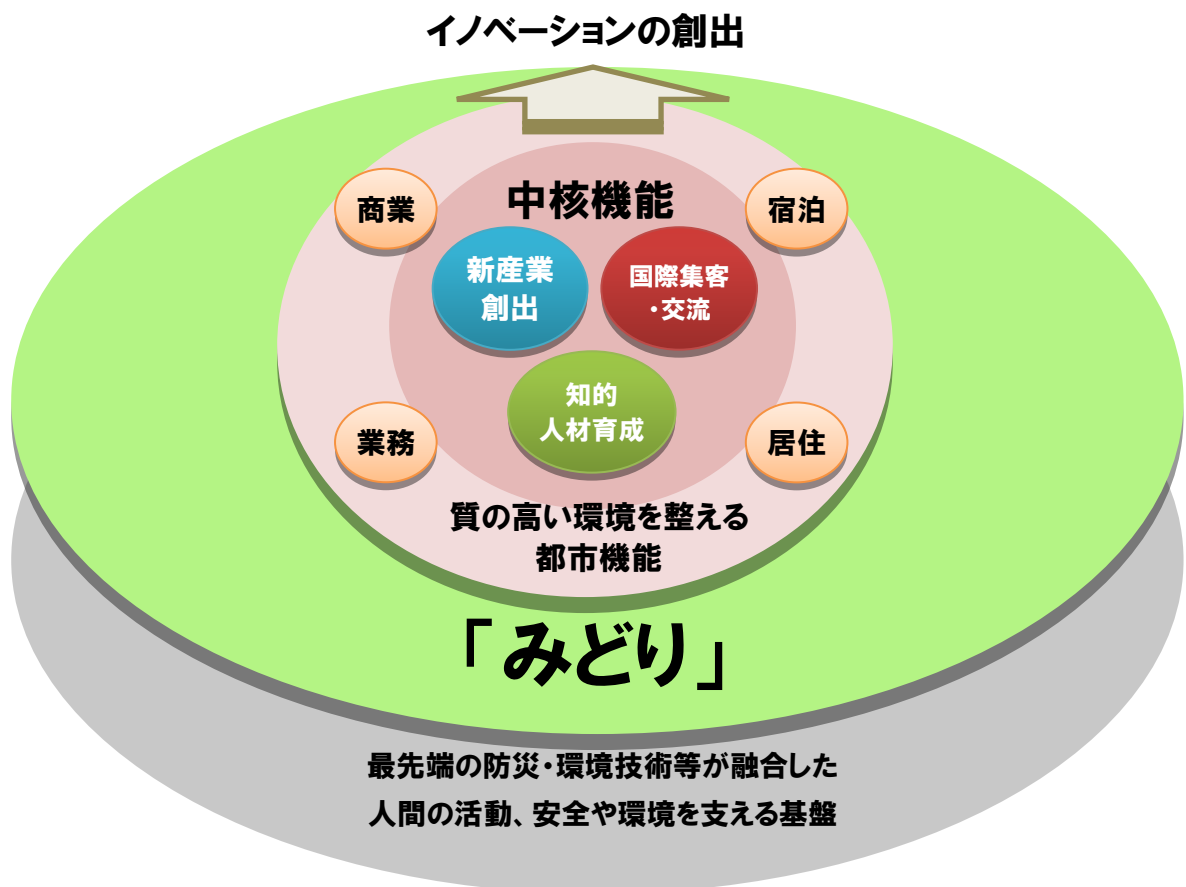 イノベーションの創出
中核機能
商業
宿泊
新産業
創出
国際集客
・交流
知的
人材育成
業務
居住
質の高い環境を整える
都市機能
「みどり」
最先端の防災・環境技術等が融合した
人間の活動、安全や環境を支える基盤